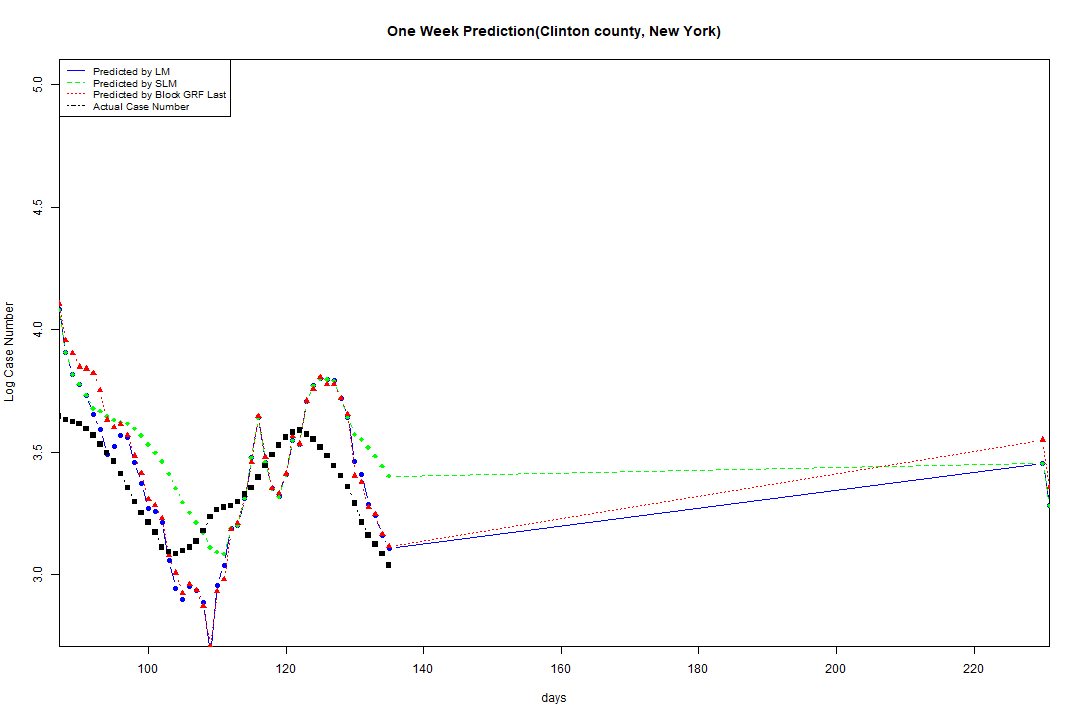 One Week Prediction(Clinton county, New York)
Predicted by LM
Predicted by SLM
Predicted by Block GRF Last
Actual Case Number
5.0
4.5
4.0
3.5
3.0
Log Case Number
100 120 140 160 180 200 220
days